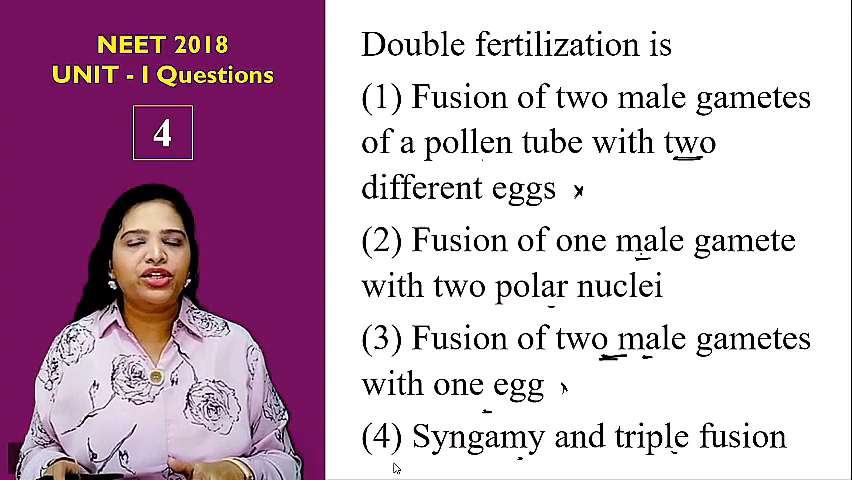 NEET 2018
UNIT - I Questions
4
Double fertilization is
(1) Fusion of two male gametes
of a pollen tube with two
different eggs
(2) Fusion of one male gamete
with two polar nuclei
(3) Fusion of two male gametes
with one egg
(4) Syngamy and triple fusion